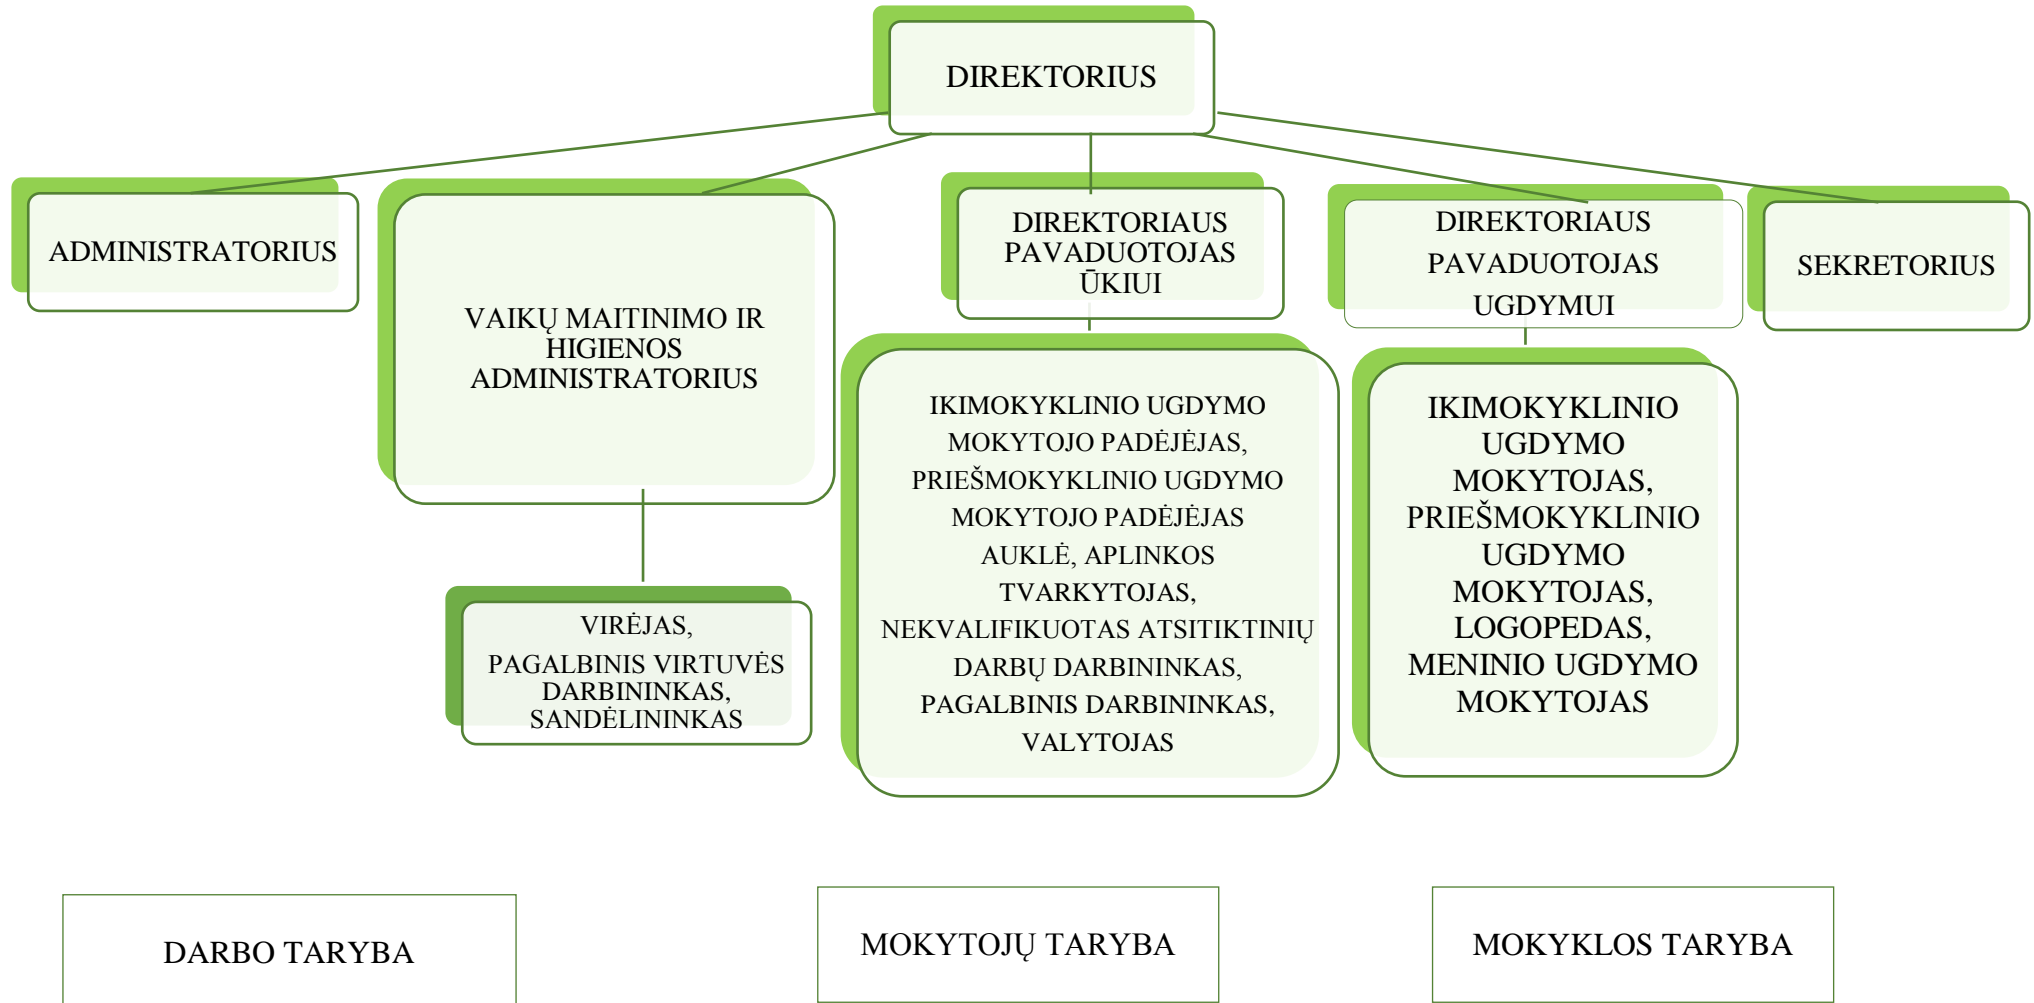 DIREKTORIUS
ADMINISTRATORIUS
VAIKŲ MAITINIMO IR
HIGIENOS
ADMINISTRATORIUS
DIREKTORIAUS
PAVADUOTOJAS
ŪKIUI
DIREKTORIAUS
PAVADUOTOJAS
UGDYMUI
SEKRETORIUS
VIRĖJAS,
PAGALBINIS VIRTUVĖS
DARBININKAS,
SANDĖLININKAS
IKIMOKYKLINIO UGDYMO
MOKYTOJO PADĖJĖJAS,
PRIEŠMOKYKLINIO UGDYMO
MOKYTOJO PADĖJĖJAS
AUKLĖ, APLINKOS
TVARKYTOJAS,
NEKVALIFIKUOTAS ATSITIKTINIŲ
DARBŲ DARBININKAS,
PAGALBINIS DARBININKAS,
VALYTOJAS
IKIMOKYKLINIO
UGDYMO
MOKYTOJAS,
PRIEŠMOKYKLINIO
UGDYMO
MOKYTOJAS,
LOGOPEDAS,
MENINIO UGDYMO
MOKYTOJAS
DARBO TARYBA
MOKYTOJŲ TARYBA
MOKYKLOS TARYBA